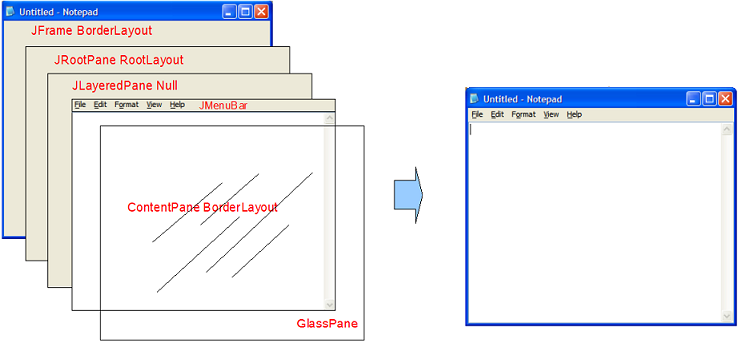 Untitled - Notepad
JFrame BorderLayout
JRootPane RootLayout
JLayeredPane Null
File Edit Format View Help JMenuBar
ContentPane BorderLayout
GlassPane
Untitled - Notepad
File Edit Format View Help